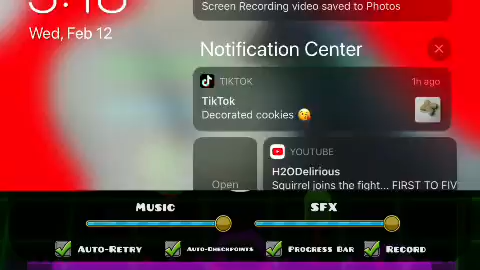 Screen Recording video saved to Photos
Wed, Feb 12
Notification Center
TIKTOK
1h ago
TikTok
Decorated cookies 😘
YOUTUBE
H2ODelirious
Open
Squirrel joins the fight... FIRST TO FIV
MUSIC
SFX
AUTO-RETRY
AUTO-CHECKPOINTS
PROGRESS BAR
RECORD